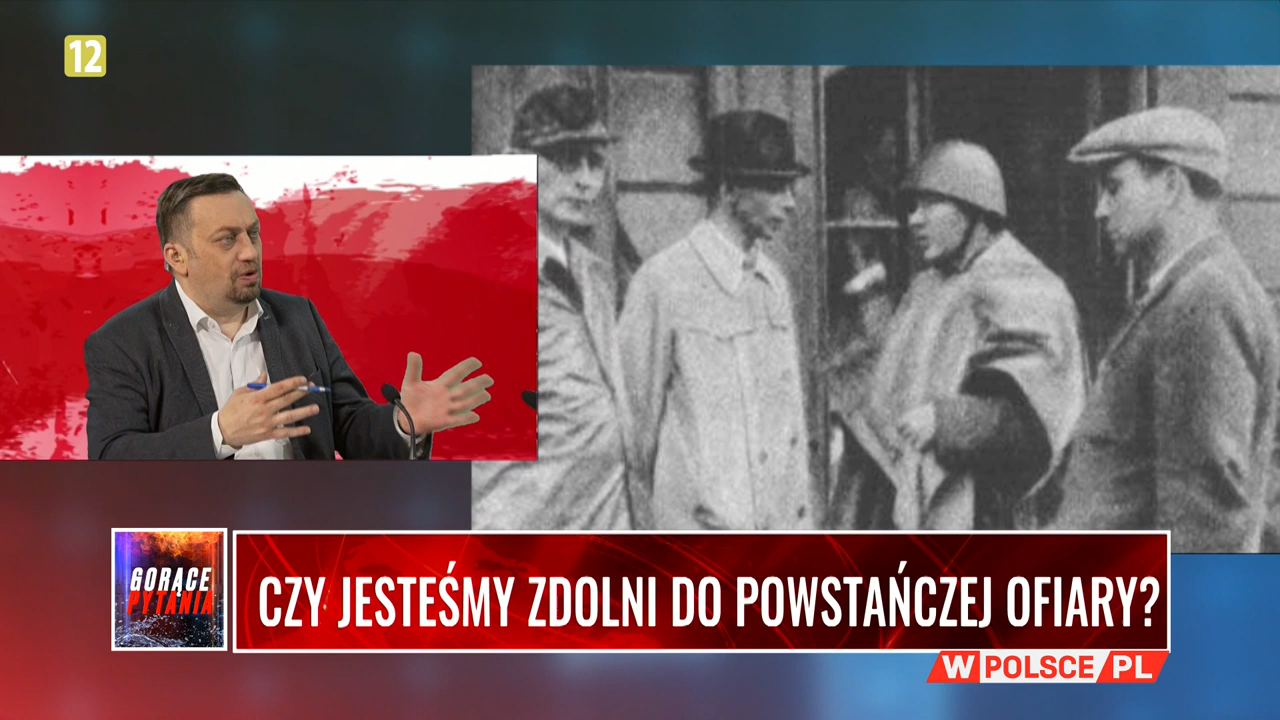 12
GORĄCE
PYTANIA
CZY JESTEŚMY ZDOLNI DO POWSTAŃCZEJ OFIARY?
WPOLSCE PL